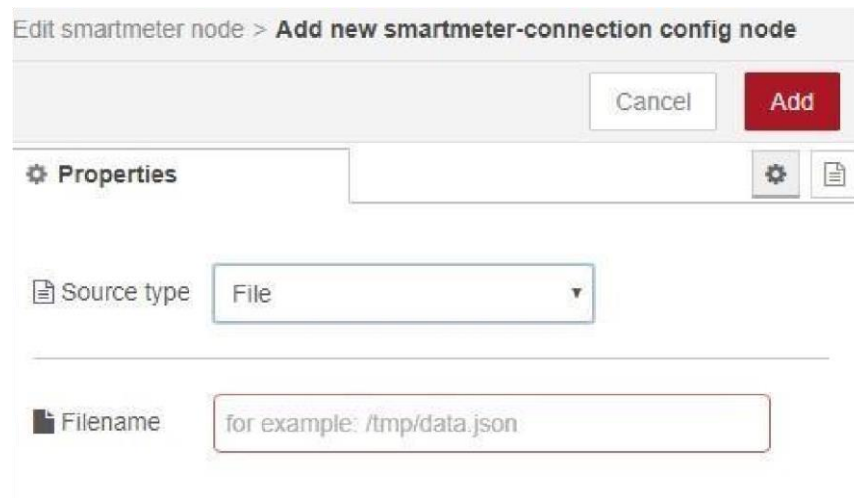 Edit smartmeter node > Add new smartmeter-connection config node
Cancel Add
Properties
Source type File
Filename for example: /tmp/data.json